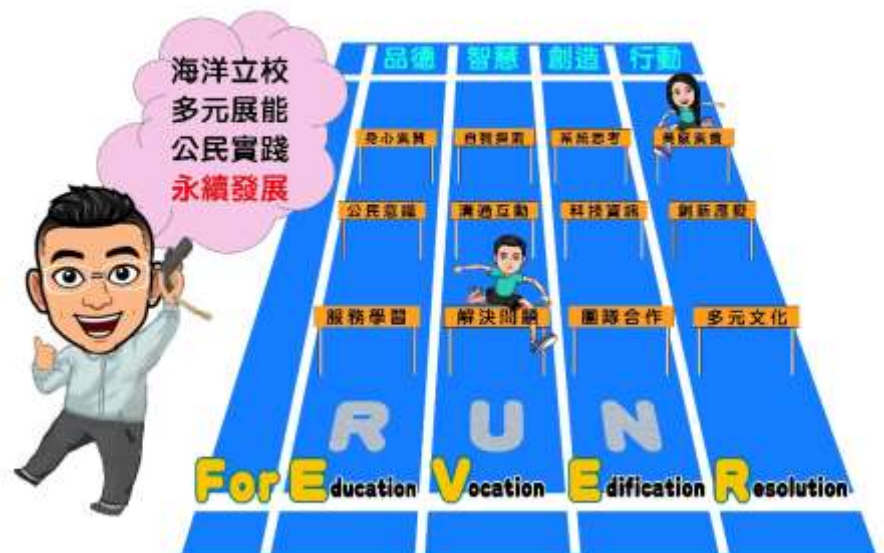 海洋立校
多元展能
公民實踐
永續發展
品德 智慧 創造 行動
身心素質 自我探索 系統思考 美感素養
公民意識 溝通互動 科技資訊 創新應變
服務學習 解決問題 團隊合作 多元文化
RUN
For Education Vocation Edification Resolution